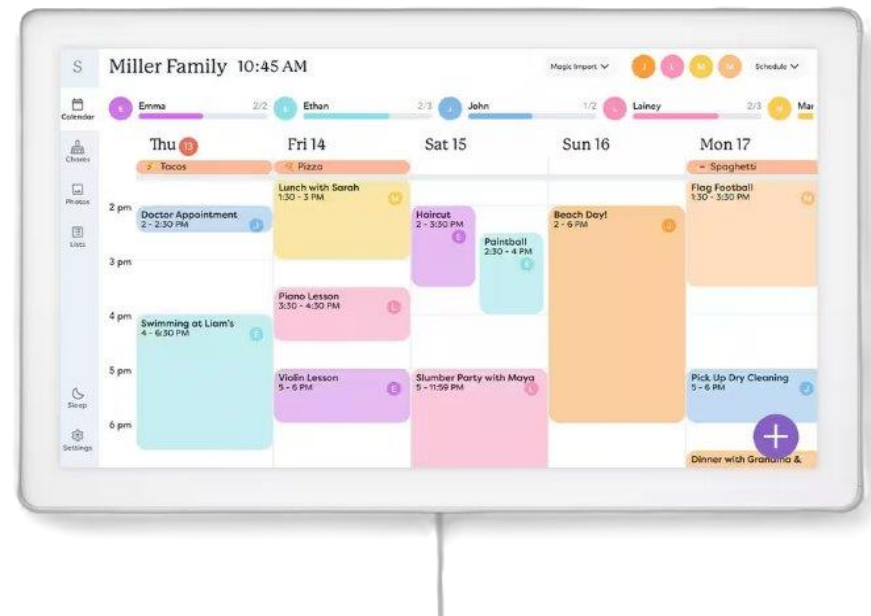 S
Miller Family 10:45 AM
Magic Import
J
L
M
M
Schedule
Calendar
Chores
Photos
Lists
Sleep
Settings
E
Emma
2/2
E
Ethan
2/3
J
John
1/2
L
Lainey
2/3
M
Mar
Thu 13
Fri 14
Sat 15
Sun 16
Mon 17
Tacos
Pizza
Spaghetti
2 pm
3 pm
4 pm
5 pm
6 pm
Doctor Appointment
2 - 2:30 PM
J
Swimming at Liam's
4 - 6:30 PM
E
Lunch with Sarah
1:30 - 3 PM
M
Piano Lesson
3:30 - 4:30 PM
L
Violin Lesson
5 - 6 PM
E
Haircut
2 - 3:30 PM
E
Paintball
2:30 - 4 PM
E
Slumber Party with Maya
5 - 11:59 PM
L
Beach Day!
2 - 6 PM
J
Flag Football
1:30 - 3:30 PM
M
Pick Up Dry Cleaning
5 - 6 PM
J
Dinner with Grandma &